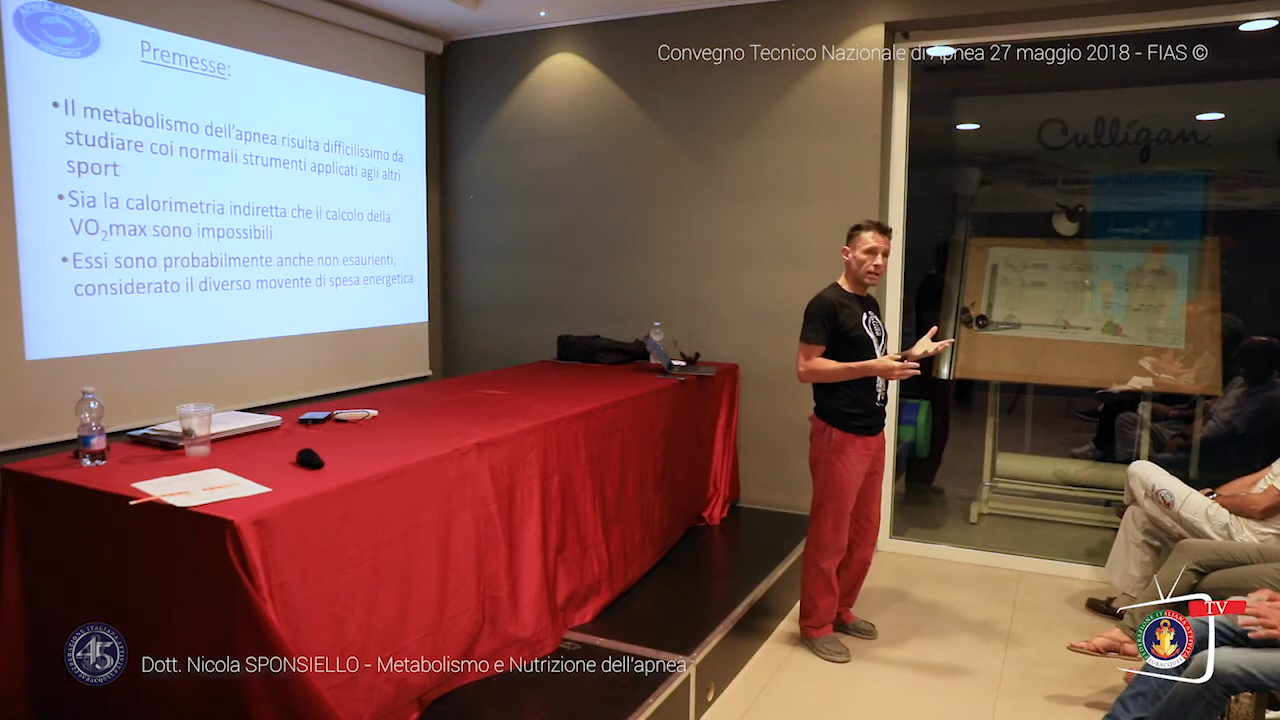 APNEA ACADEMY
RESEARCH
Premesse:
•Il metabolismo dell'apnea risulta difficilissimo da
studiare coi normali strumenti applicati agli altri
sport
•Sia la calorimetria indiretta che il calcolo della
VO2max sono impossibili
•Essi sono probabilmente anche non esaurienti,
considerato il diverso movente di spesa energetica
Convegno Tecnico Nazionale di Apnea 27 maggio 2018 - FIAS ©
Culligan
45
Dott. Nicola SPONSIELLO - Metabolismo e Nutrizione dell'apnea
TV